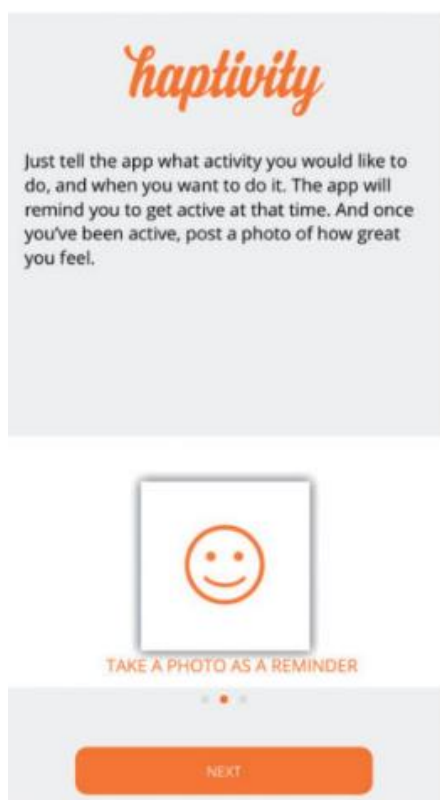 haptivity
Just tell the app what activity you would like to
do, and when you want to do it. The app will
remind you to get active at that time. And once
you've been active, post a photo of how great
you feel.
TAKE A PHOTO AS A REMINDER
NEXT